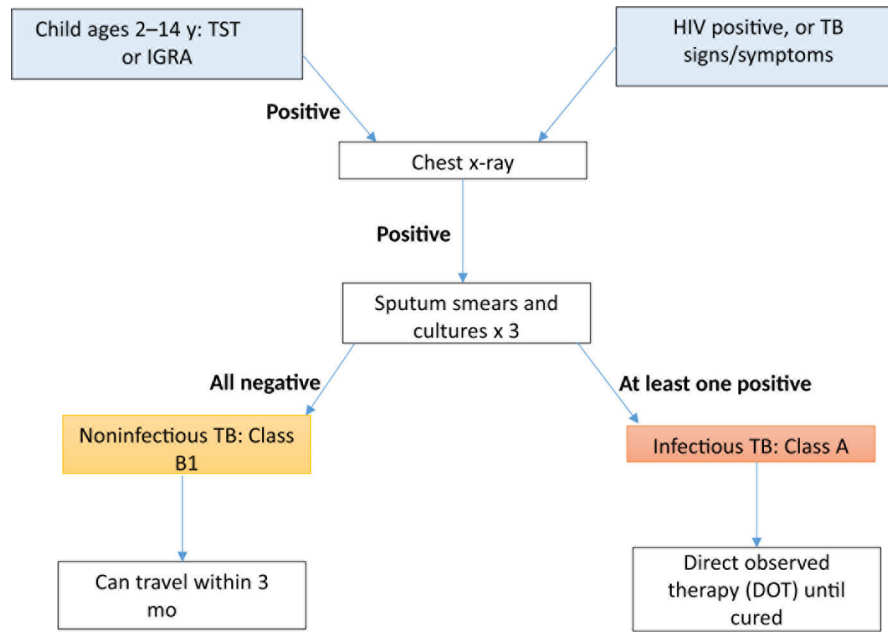 Child ages 2–14 y: TST
or IGRA
HIV positive, or TB
signs/symptoms
Positive
Chest x-ray
Positive
Sputum smears and
cultures x 3
All negative
At least one positive
Noninfectious TB: Class
B1
Infectious TB: Class A
Can travel within 3
mo
Direct observed
therapy (DOT) until
cured